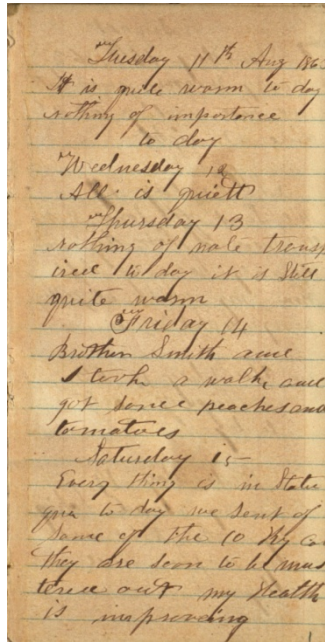 Tuesday 11th Aug 186
It is quite warm to day
nothing of importance
to day
Wednesday 12
All is quiett
Thursday 13
nothing of note transp
ired to day it is Still
quite warm
Friday 14
Brother Smith and
I took a walk and
got some peaches and
tomatoes
Saturday 15
Every thing is in Statu
quo to day we sent of
some of the 10 Ky
they are soon to be mus
tered out my Health
is improving